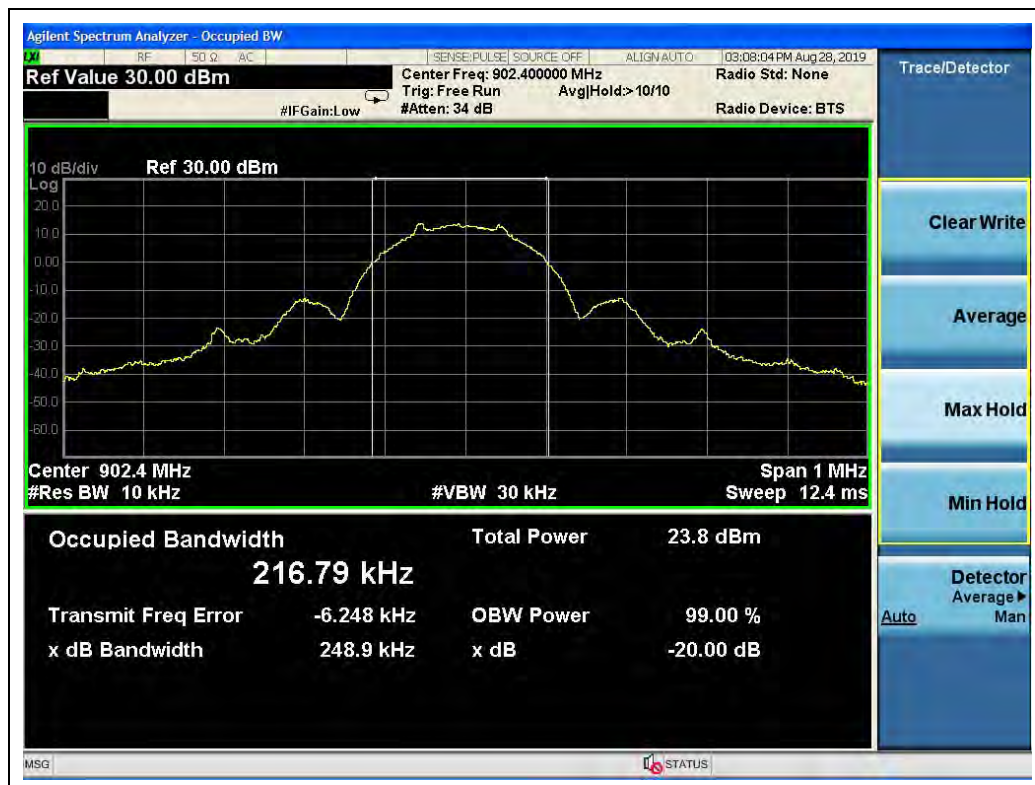 Agilent Spectrum Analyzer - Occupied BW
LXI RF 50 Ω AC SENSE:PULSE SOURCE OFF ALIGNAUTO 03:08:04 PM Aug 28, 2019
Ref Value 30.00 dBm
Center Freq: 902.400000 MHz
Radio Std: None
Trig: Free Run Avg|Hold:>10/10
#IFGain:Low
#Atten: 34 dB
Radio Device: BTS
10 dB/div Ref 30.00 dBm
Log
20.0
10.0
0.00
-10.0
-20.0
-30.0
-40.0
-50.0
-60.0
Center 902.4 MHz Span 1 MHz
#Res BW 10 kHz #VBW 30 kHz Sweep 12.4 ms
Occupied Bandwidth Total Power 23.8 dBm
216.79 kHz
Transmit Freq Error -6.248 kHz OBW Power 99.00 %
x dB Bandwidth 248.9 kHz x dB -20.00 dB
Trace/Detector
Clear Write
Average
Max Hold
Min Hold
Detector
Average▶
Auto Man
MSG STATUS